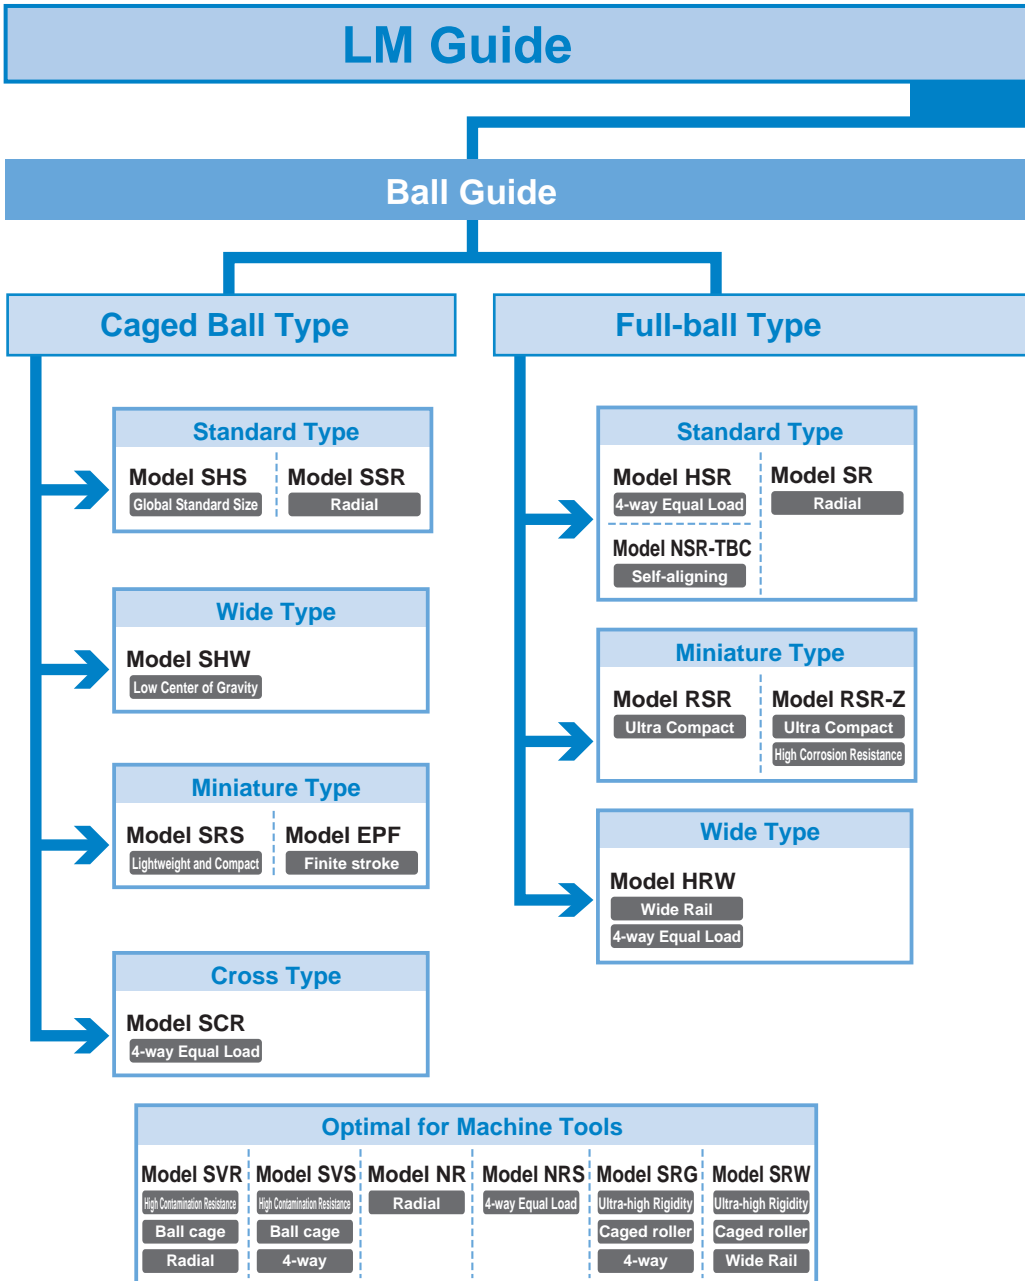 LM Guide
Ball Guide
Caged Ball Type
Standard Type
Model SHS
Global Standard Size
Model SSR
Radial
Wide Type
Model SHW
Low Center of Gravity
Miniature Type
Model SRS
Lightweight and Compact
Model EPF
Finite stroke
Cross Type
Model SCR
4-way Equal Load
Full-ball Type
Standard Type
Model HSR
4-way Equal Load
Model NSR-TBC
Self-aligning
Model SR
Radial
Miniature Type
Model RSR
Ultra Compact
Model RSR-Z
Ultra Compact
High Corrosion Resistance
Wide Type
Model HRW
Wide Rail
4-way Equal Load
Optimal for Machine Tools
Model SVR
High Contamination Resistance
Ball cage
Radial
Model SVS
High Contamination Resistance
Ball cage
4-way
Model NR
Radial
Model NRS
4-way Equal Load
Model SRG
Ultra-high Rigidity
Caged roller
4-way
Model SRW
Ultra-high Rigidity
Caged roller
Wide Rail